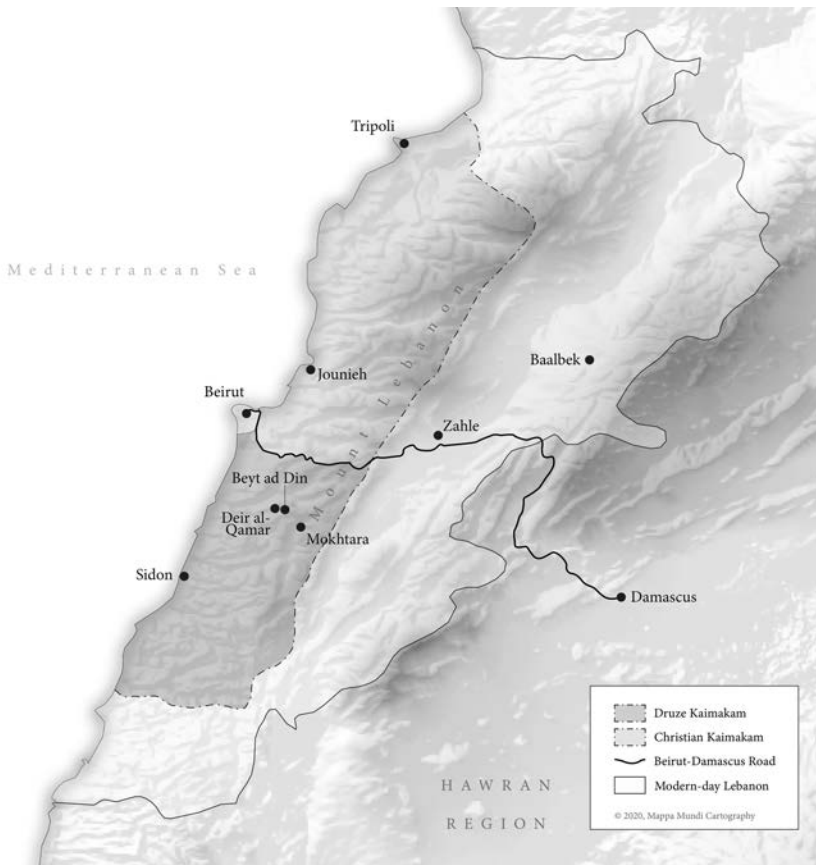 Tripoli
Mediterranean Sea
Mount Lebanon
Baalbek
Jounieh
Beirut
Zahle
Beyt ad Din
Deir al-
Qamar
Mokhtara
Sidon
Damascus
HAWRAN
REGION
Druze Kaimakam
Christian Kaimakam
Beirut-Damascus Road
Modern-day Lebanon
© 2020, Mappa Mundi Cartography